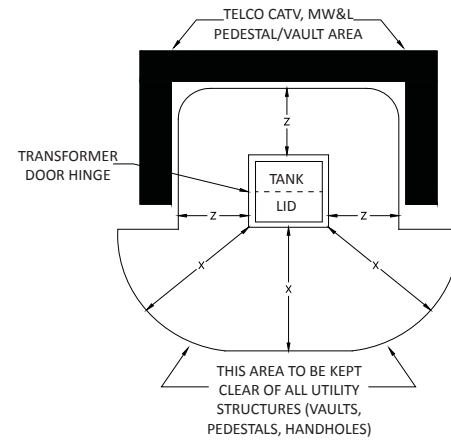 TELCO CATV, MW&L
PEDESTAL/VAULT AREA
Z
TRANSFORMER
DOOR HINGE
TANK
LID
Z
Z
X
X
X
THIS AREA TO BE KEPT
CLEAR OF ALL UTILITY
STRUCTURES (VAULTS,
PEDESTALS, HANDHOLES)